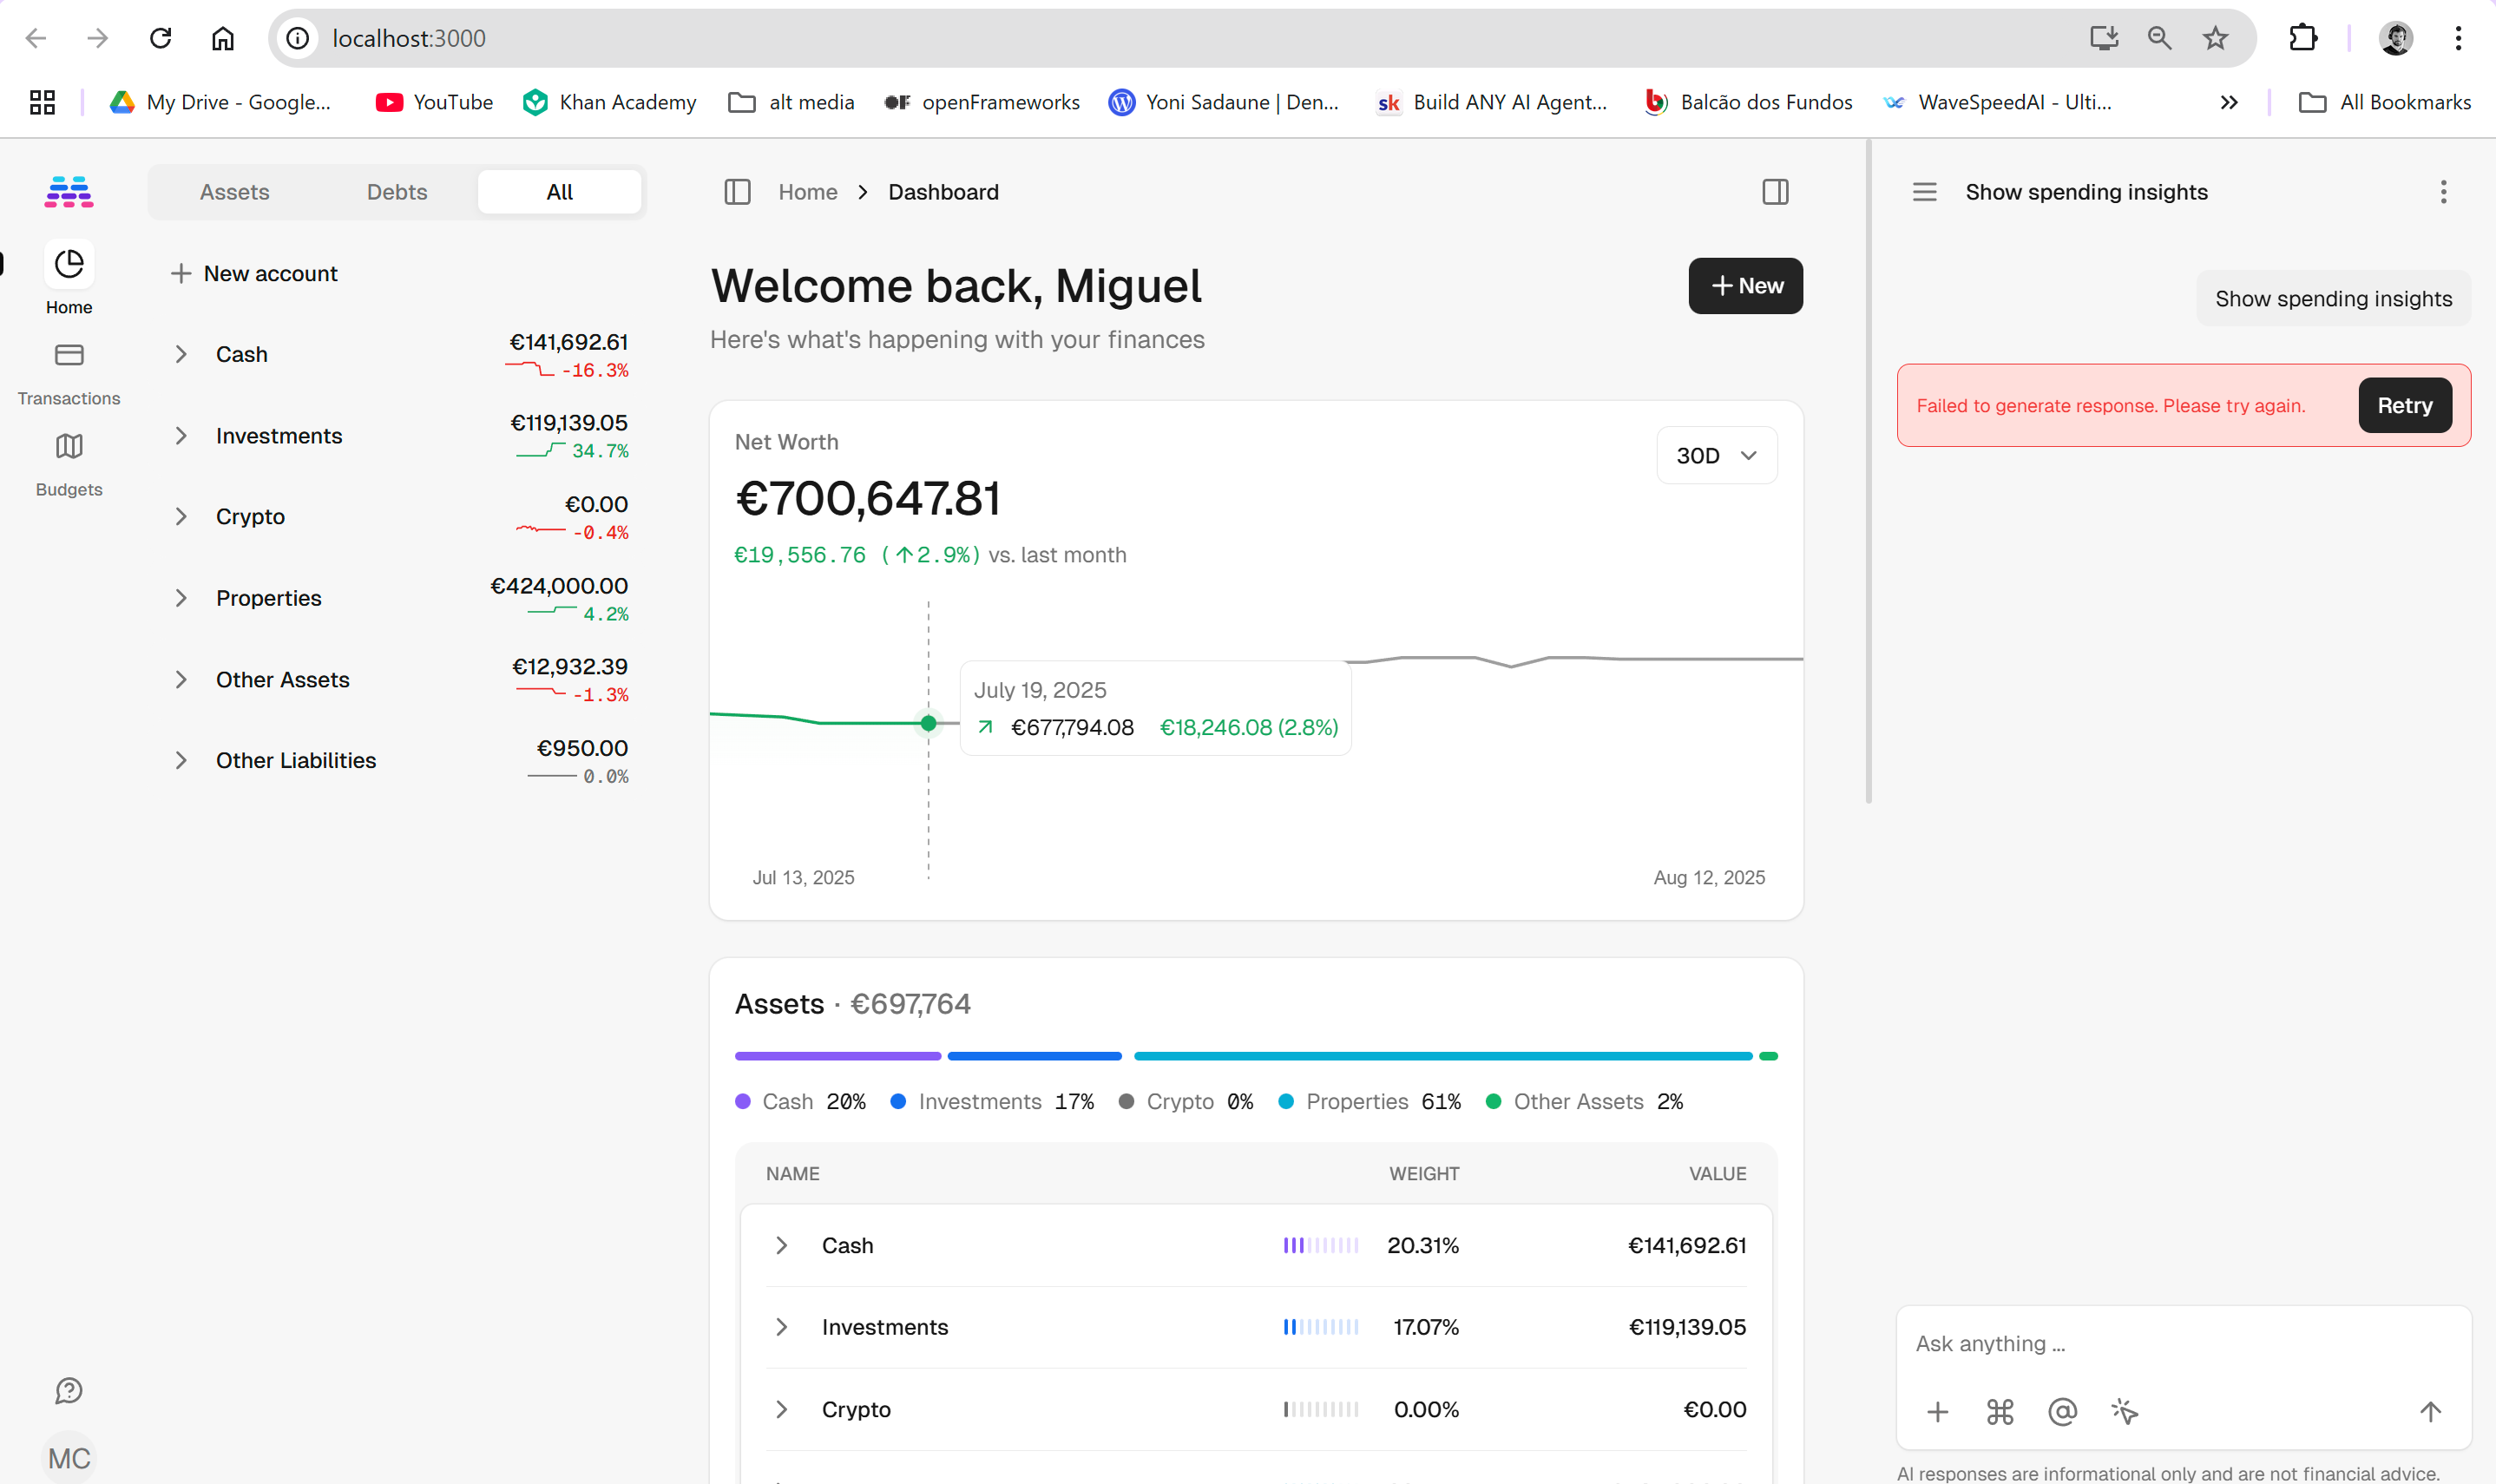 localhost:3000
My Drive - Google...
YouTube
Khan Academy
alt media
openFrameworks
Yoni Sadaune | Den...
sk
Build ANY AI Agent...
Balcão dos Fundos
WaveSpeedAI - Ulti...
All Bookmarks
Home
Transactions
Budgets
MC
Assets
Debts
All
New account
Cash
€141,692.61
-16.3%
Investments
€119,139.05
34.7%
Crypto
€0.00
-0.4%
Properties
€424,000.00
4.2%
Other Assets
€12,932.39
-1.3%
Other Liabilities
€950.00
0.0%
Home
Dashboard
Welcome back, Miguel
Here's what's happening with your finances
New
Net Worth
30D
€700,647.81
€19,556.76 (↑2.9%) vs. last month
July 19, 2025
€677,794.08 €18,246.08 (2.8%)
Jul 13, 2025
Aug 12, 2025
Assets · €697,764
Cash 20%
Investments 17%
Crypto 0%
Properties 61%
Other Assets 2%
NAME WEIGHT VALUE
Cash 20.31% €141,692.61
Investments 17.07% €119,139.05
Crypto 0.00% €0.00
Show spending insights
Show spending insights
Failed to generate response. Please try again.
Retry
Ask anything ...
AI responses are informational only and are not financial advice.